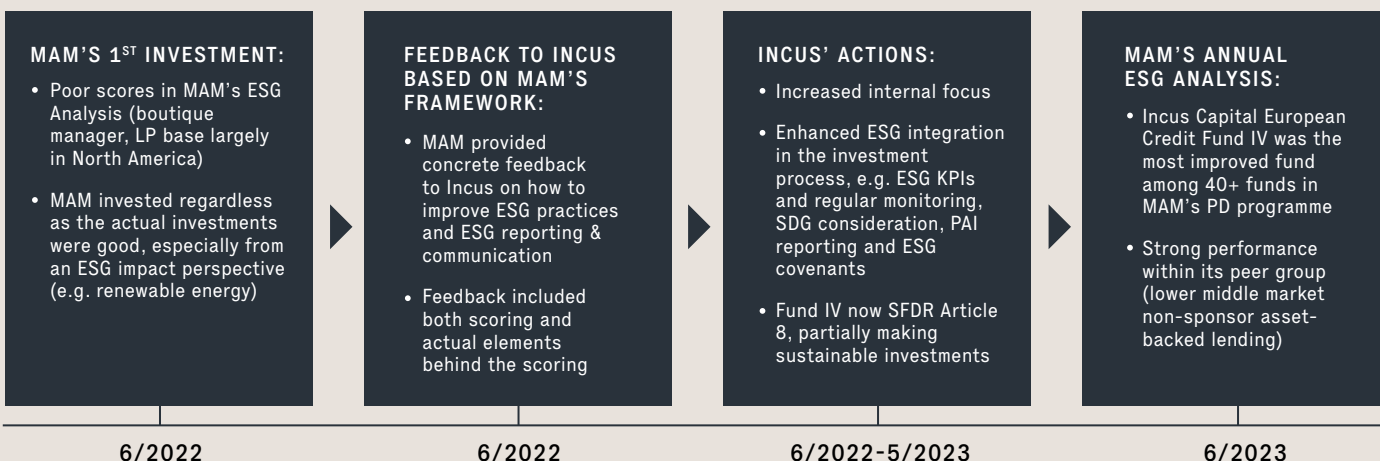 MAM'S 1ST INVESTMENT:
• Poor scores in MAM's ESG
Analysis (boutique
manager, LP base largely
in North America)
• MAM invested regardless
as the actual investments
were good, especially from
an ESG impact perspective
(e.g. renewable energy)
6/2022
FEEDBACK TO INCUS
BASED ON MAM'S
FRAMEWORK:
• MAM provided
concrete feedback
to Incus on how to
improve ESG practices
and ESG reporting &
communication
• Feedback included
both scoring and
actual elements
behind the scoring
6/2022
INCUS' ACTIONS:
• Increased internal focus
• Enhanced ESG integration
in the investment
process, e.g. ESG KPIs
and regular monitoring,
SDG consideration, PAI
reporting and ESG
covenants
• Fund IV now SFDR Article
8, partially making
sustainable investments
6/2022-5/2023
MAM'S ANNUAL
ESG ANALYSIS:
• Incus Capital European
Credit Fund IV was the
most improved fund
among 40+ funds in
MAM's PD programme
• Strong performance
within its peer group
(lower middle market
non-sponsor asset-
backed lending)
6/2023